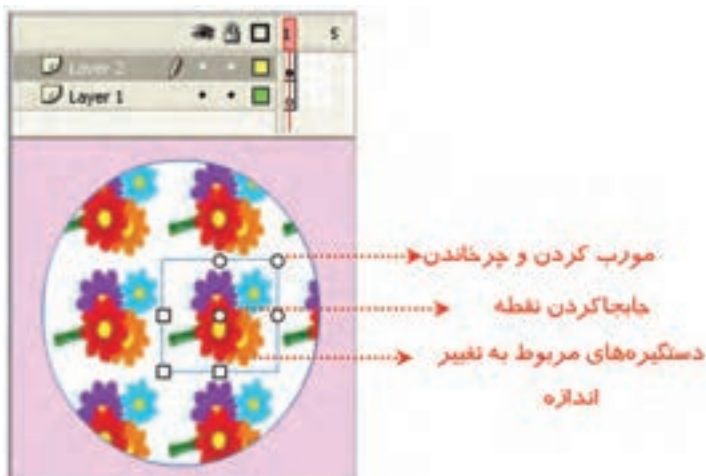 1 5
Layer 2
Layer 1
مورب کردن و چرخاندن
جابجاکردن نقطه
دستگیره‌های مربوط به تغییر
اندازه